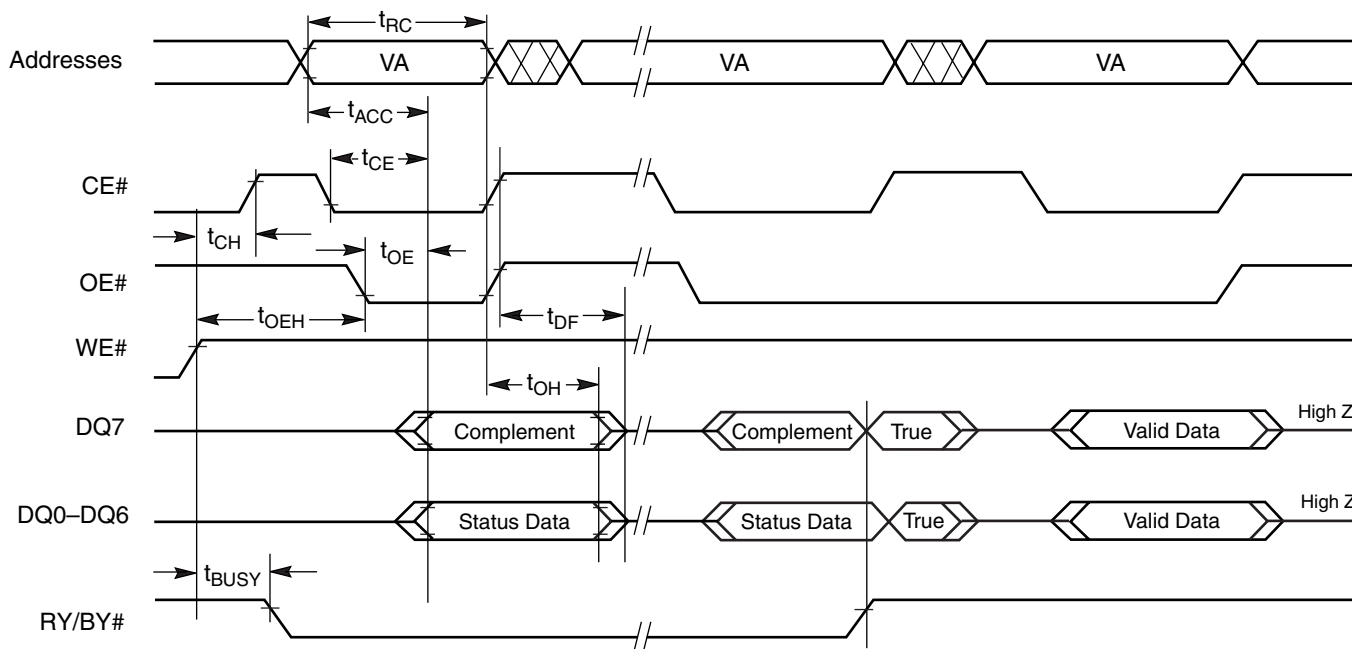 tRC
Addresses VA VA VA
tACC
tCE
CE#
tCH tOE
OE#
tOEH tDF
WE#
tOH
DQ7 Complement Complement True Valid Data High Z
DQ0–DQ6 Status Data Status Data True Valid Data High Z
tBUSY
RY/BY#